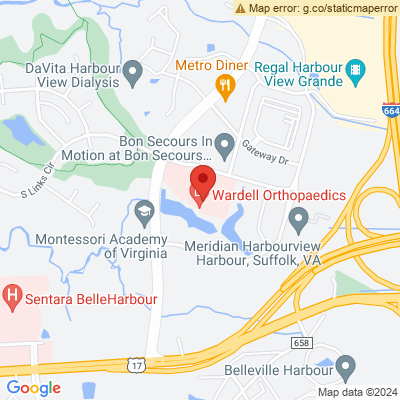 Map error: g.co/staticmaperror
Metro Diner
DaVita Harbour
View Dialysis
Regal Harbour
View Grande
664
Bon Secours In
Motion at Bon Secours...
Gateway Dr
S Links Cir
Wardell Orthopaedics
Montessori Academy
of Virginia
Meridian Harbourview
Harbour, Suffolk, VA
H
Sentara BelleHarbour
17
658
Belleville Harbour
Google
Map data ©2024